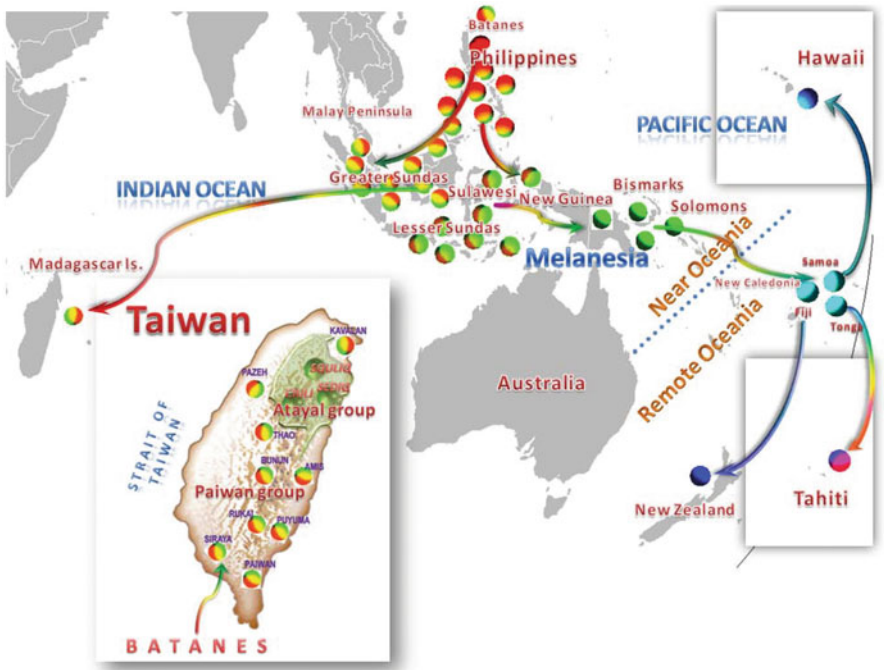 Batanes
Philippines
Hawaii
Malay Peninsula
PACIFIC OCEAN
INDIAN OCEAN
Greater Sundas
Sulawesi
New Guinea
Bismarks
Solomons
Lesser Sundas
Melanesia
Near Oceania
Remote Oceania
Samoa
New Caledonia
Fiji
Tonga
Madagascar Is.
Australia
New Zealand
Tahiti
Taiwan
KAVALAN
PAZEH
Atayal group
THAO
STRAIT OF
TAIWAN
BUNUN
AMIS
Paiwan group
RUKAI
PUYUMA
SIRAYA
PAIWAN
BATANES